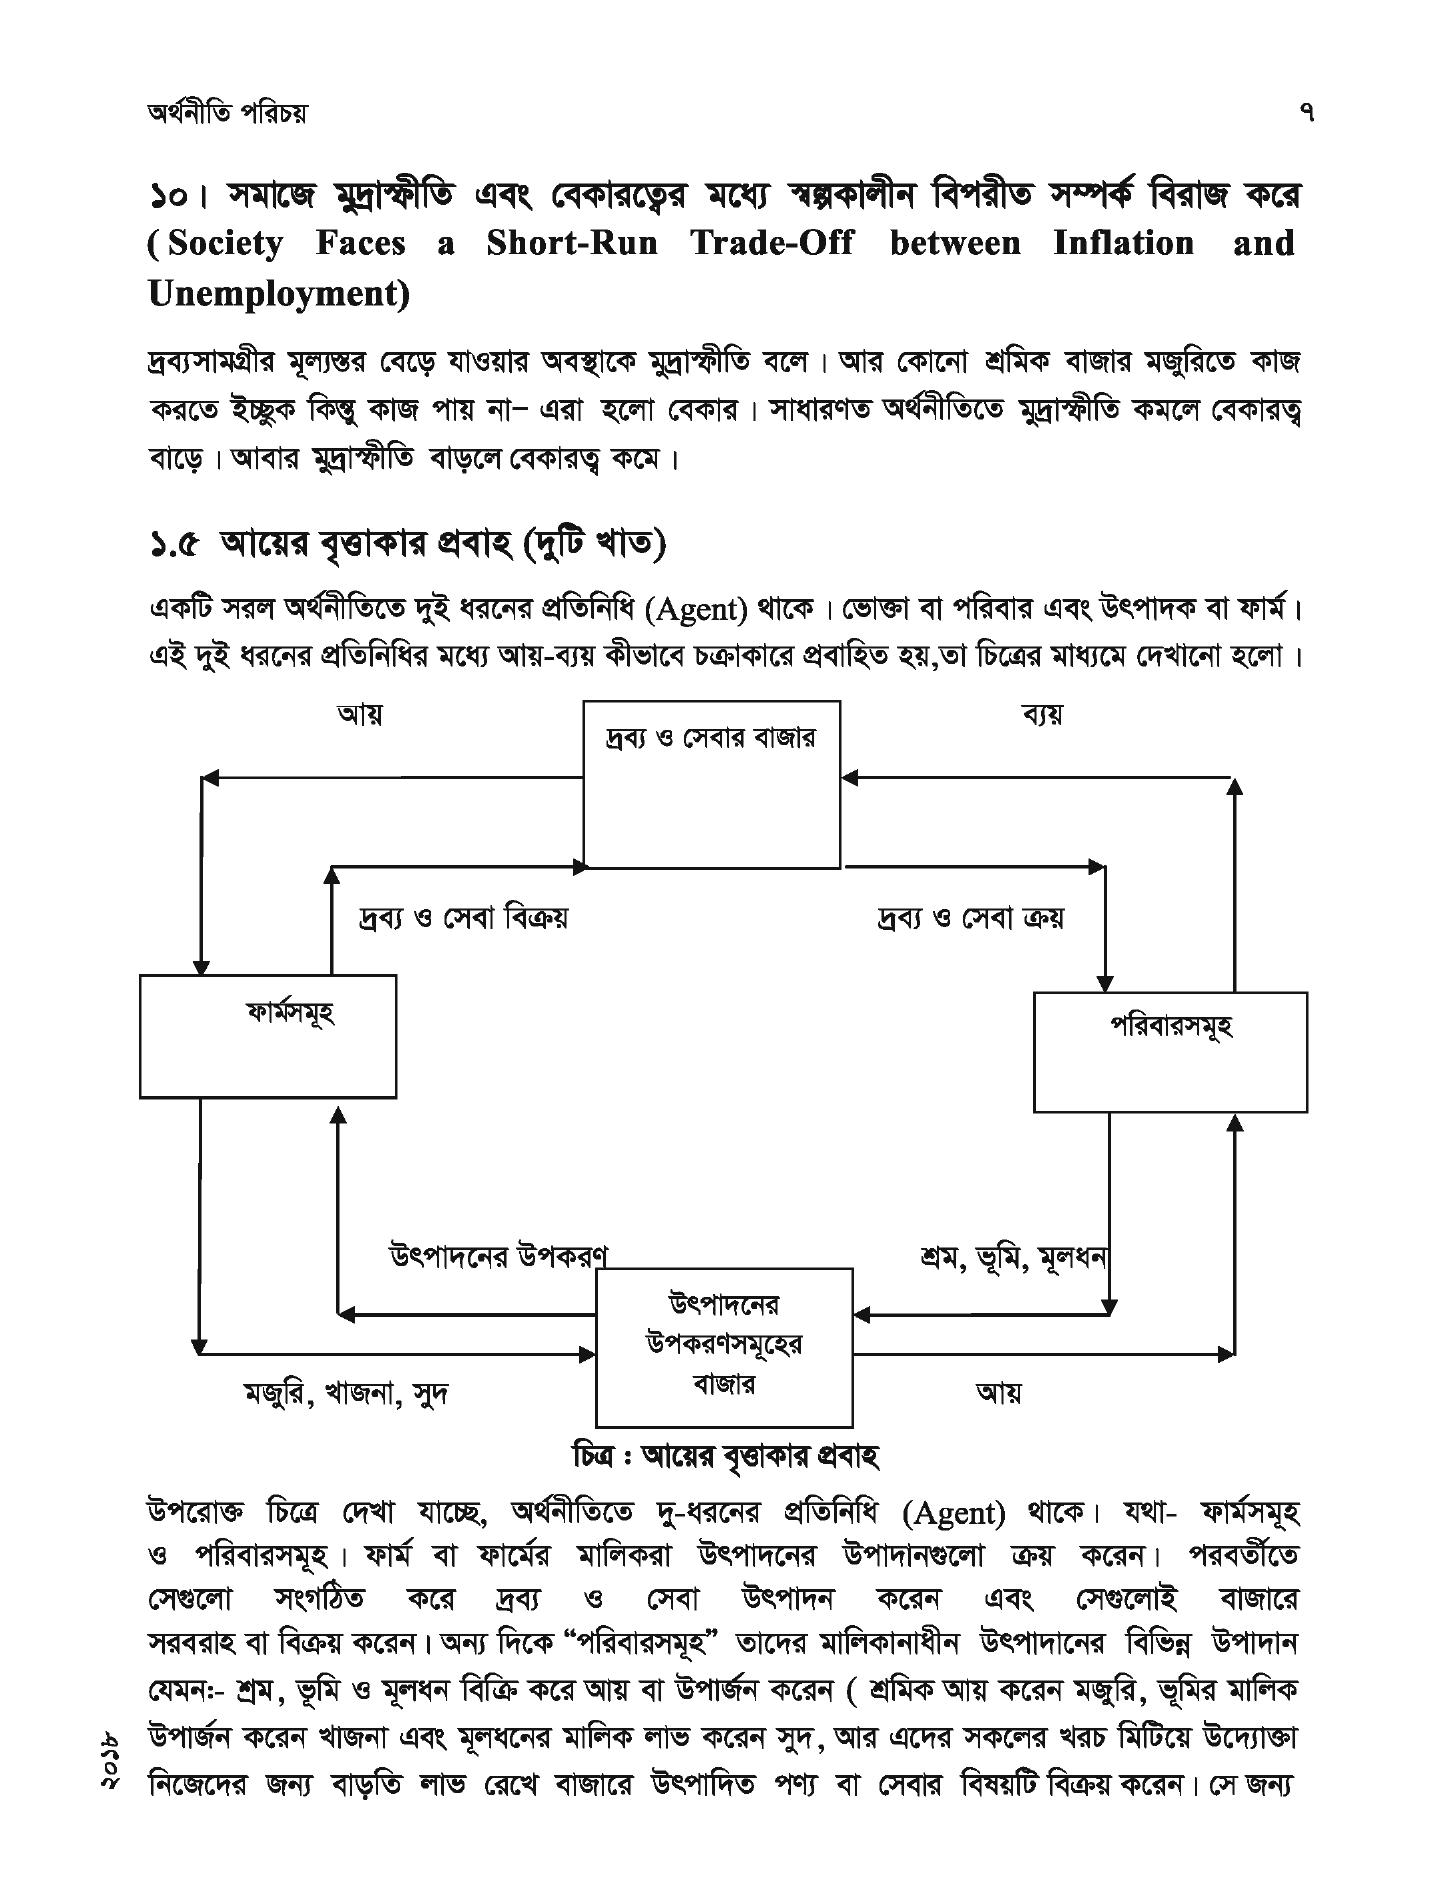 অর্থনীতি পরিচয়
৭
১০। সমাজে মুদ্রাস্ফীতি এবং বেকারত্বের মধ্যে স্বল্পকালীন বিপরীত সম্পর্ক বিরাজ করে
( Society Faces a Short-Run Trade-Off between Inflation and
Unemployment)
দ্রব্যসামগ্রীর মূল্যস্তর বেড়ে যাওয়ার অবস্থাকে মুদ্রাস্ফীতি বলে। আর কোনো শ্রমিক বাজার মজুরিতে কাজ
করতে ইচ্ছুক কিন্তু কাজ পায় না– এরা হলো বেকার। সাধারণত অর্থনীতিতে মুদ্রাস্ফীতি কমলে বেকারত্ব
বাড়ে। আবার মুদ্রাস্ফীতি বাড়লে বেকারত্ব কমে।
১.৫ আয়ের বৃত্তাকার প্রবাহ (দুটি খাত)
একটি সরল অর্থনীতিতে দুই ধরনের প্রতিনিধি (Agent) থাকে। ভোক্তা বা পরিবার এবং উৎপাদক বা ফার্ম।
এই দুই ধরনের প্রতিনিধির মধ্যে আয়-ব্যয় কীভাবে চক্রাকারে প্রবাহিত হয়,তা চিত্রের মাধ্যমে দেখানো হলো।
আয়
ব্যয়
দ্রব্য ও সেবার বাজার
দ্রব্য ও সেবা বিক্রয়
দ্রব্য ও সেবা ক্রয়
ফার্মসমূহ
পরিবারসমূহ
উৎপাদনের উপকরণ
শ্রম, ভূমি, মূলধন
উৎপাদনের
উপকরণসমূহের
বাজার
মজুরি, খাজনা, সুদ
আয়
চিত্র : আয়ের বৃত্তাকার প্রবাহ
উপরোক্ত চিত্রে দেখা যাচ্ছে, অর্থনীতিতে দু-ধরনের প্রতিনিধি (Agent) থাকে। যথা- ফার্মসমূহ
ও পরিবারসমূহ। ফার্ম বা ফার্মের মালিকরা উৎপাদনের উপাদানগুলো ক্রয় করেন। পরবর্তীতে
সেগুলো সংগঠিত করে দ্রব্য ও সেবা উৎপাদন করেন এবং সেগুলোই বাজারে
সরবরাহ বা বিক্রয় করেন। অন্য দিকে “পরিবারসমূহ” তাদের মালিকানাধীন উৎপাদানের বিভিন্ন উপাদান
যেমনঃ- শ্রম, ভূমি ও মূলধন বিক্রি করে আয় বা উপার্জন করেন ( শ্রমিক আয় করেন মজুরি, ভূমির মালিক
উপার্জন করেন খাজনা এবং মূলধনের মালিক লাভ করেন সুদ, আর এদের সকলের খরচ মিটিয়ে উদ্যোক্তা
নিজেদের জন্য বাড়তি লাভ রেখে বাজারে উৎপাদিত পণ্য বা সেবার বিষয়টি বিক্রয় করেন। সে জন্য
২০১৮